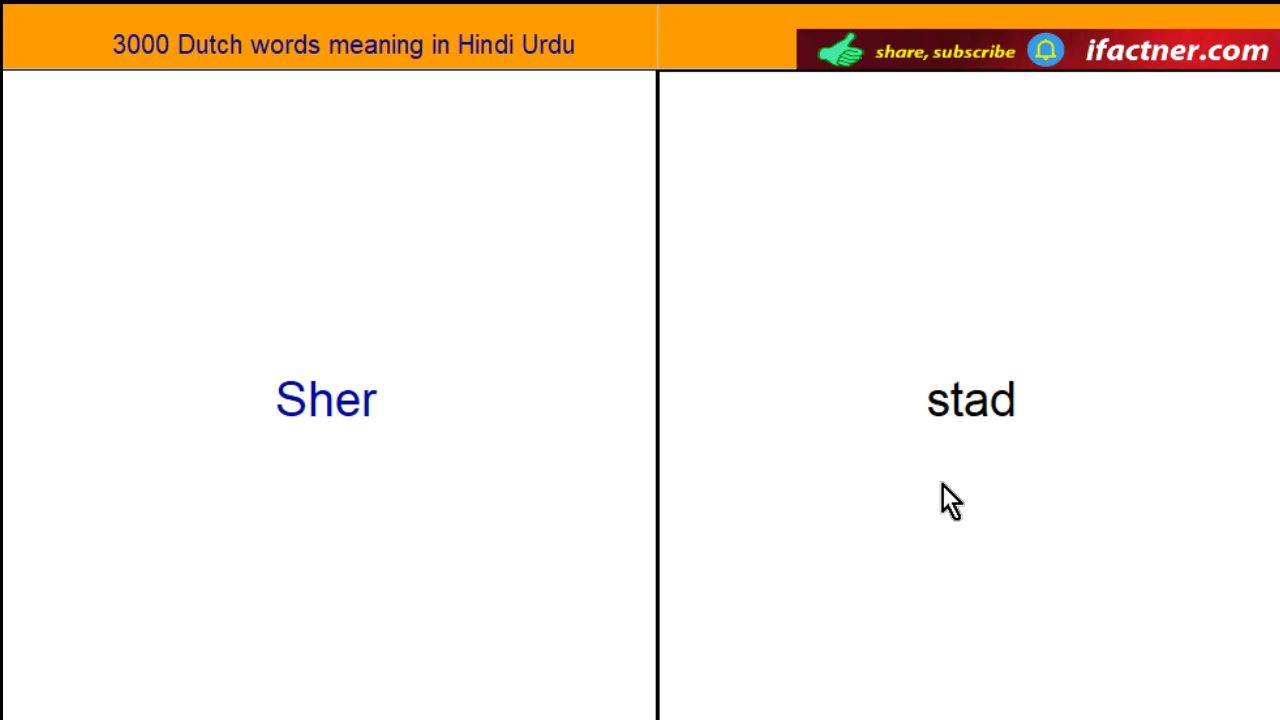 3000 Dutch words meaning in Hindi Urdu
share, subscribe
ifactner.com
Sher
stad